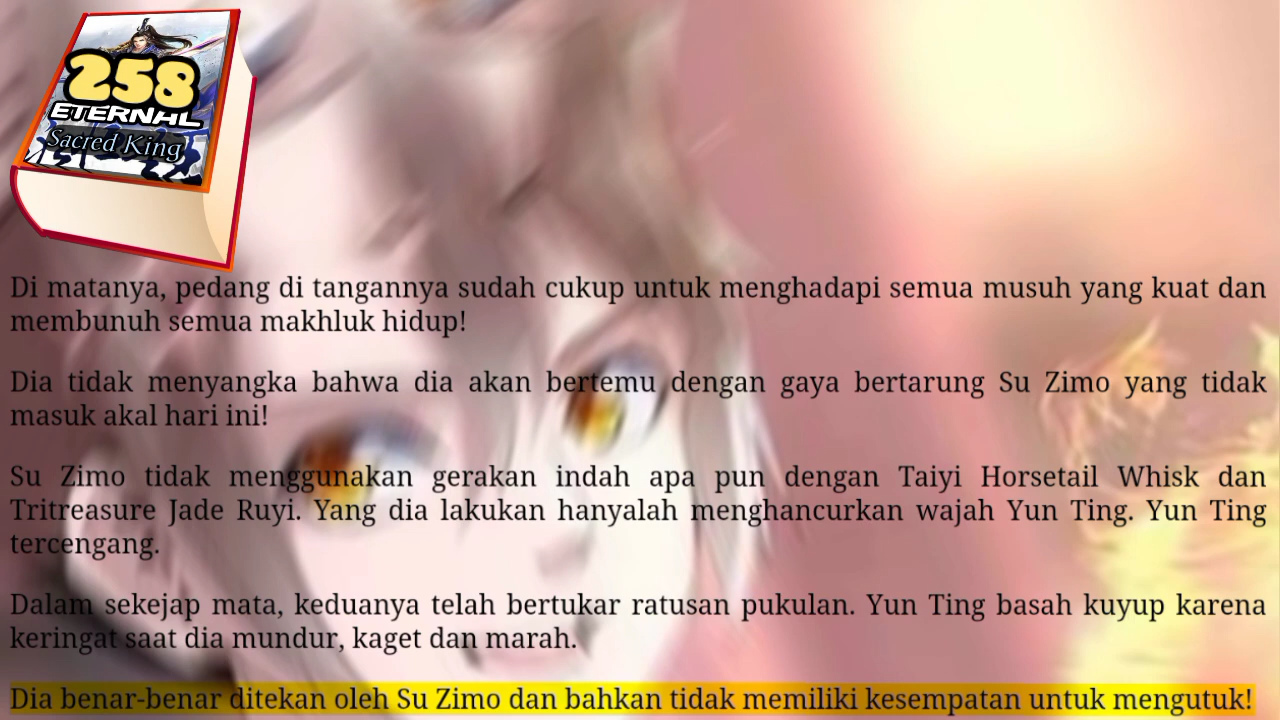 258
ETERNAL
Sacred King
Di matanya, pedang di tangannya sudah cukup untuk menghadapi semua musuh yang kuat dan
membunuh semua makhluk hidup!
Dia tidak menyangka bahwa dia akan bertemu dengan gaya bertarung Su Zimo yang tidak
masuk akal hari ini!
Su Zimo tidak menggunakan gerakan indah apa pun dengan Taiyi Horsetail Whisk dan
Tritreasure Jade Ruyi. Yang dia lakukan hanyalah menghancurkan wajah Yun Ting. Yun Ting
tercengang.
Dalam sekejap mata, keduanya telah bertukar ratusan pukulan. Yun Ting basah kuyup karena
keringat saat dia mundur, kaget dan marah.
Dia benar-benar ditekan oleh Su Zimo dan bahkan tidak memiliki kesempatan untuk mengutuk!